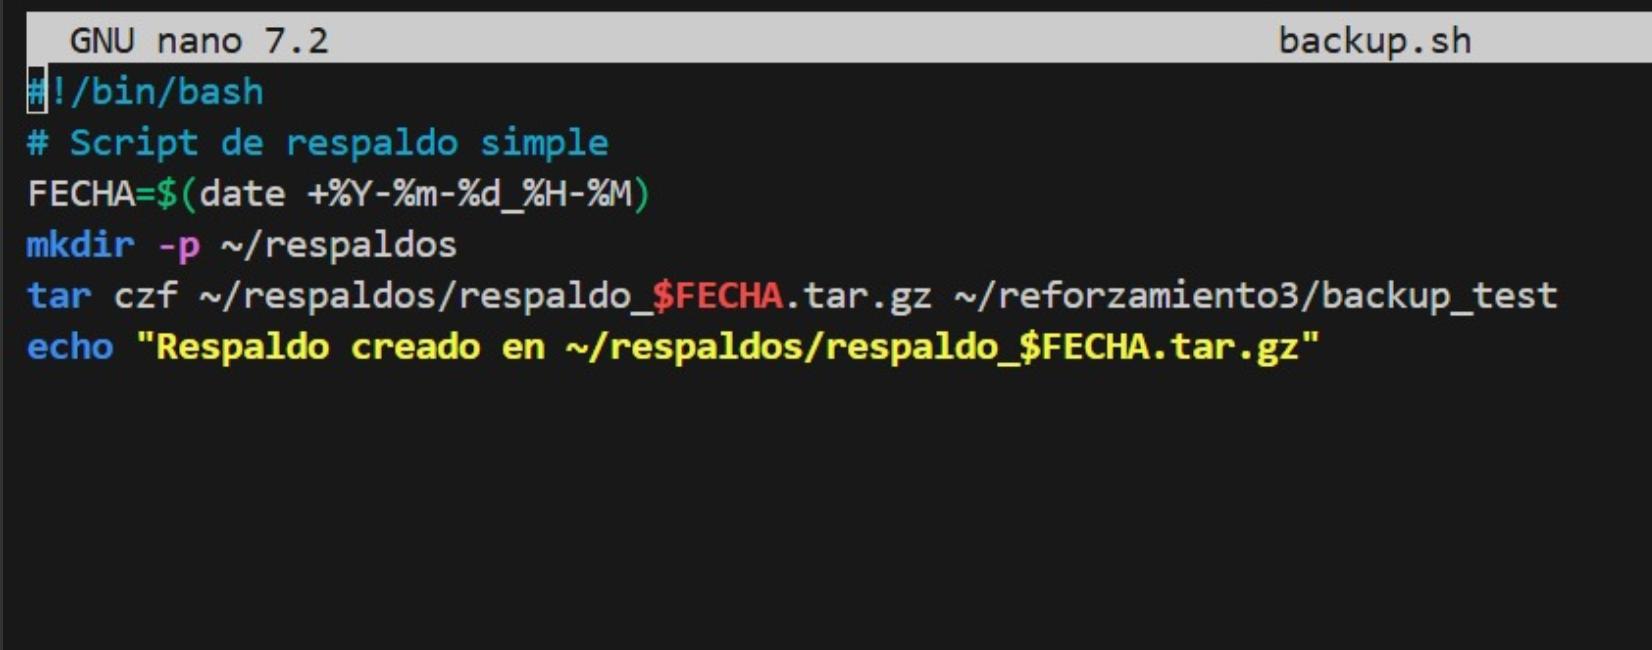 GNU nano 7.2 backup.sh
#!/bin/bash
# Script de respaldo simple
FECHA=$(date +%Y-%m-%d_%H-%M)
mkdir -p ~/respaldos
tar czf ~/respaldos/respaldo_$FECHA.tar.gz ~/reforzamiento3/backup_test
echo "Respaldo creado en ~/respaldos/respaldo_$FECHA.tar.gz"